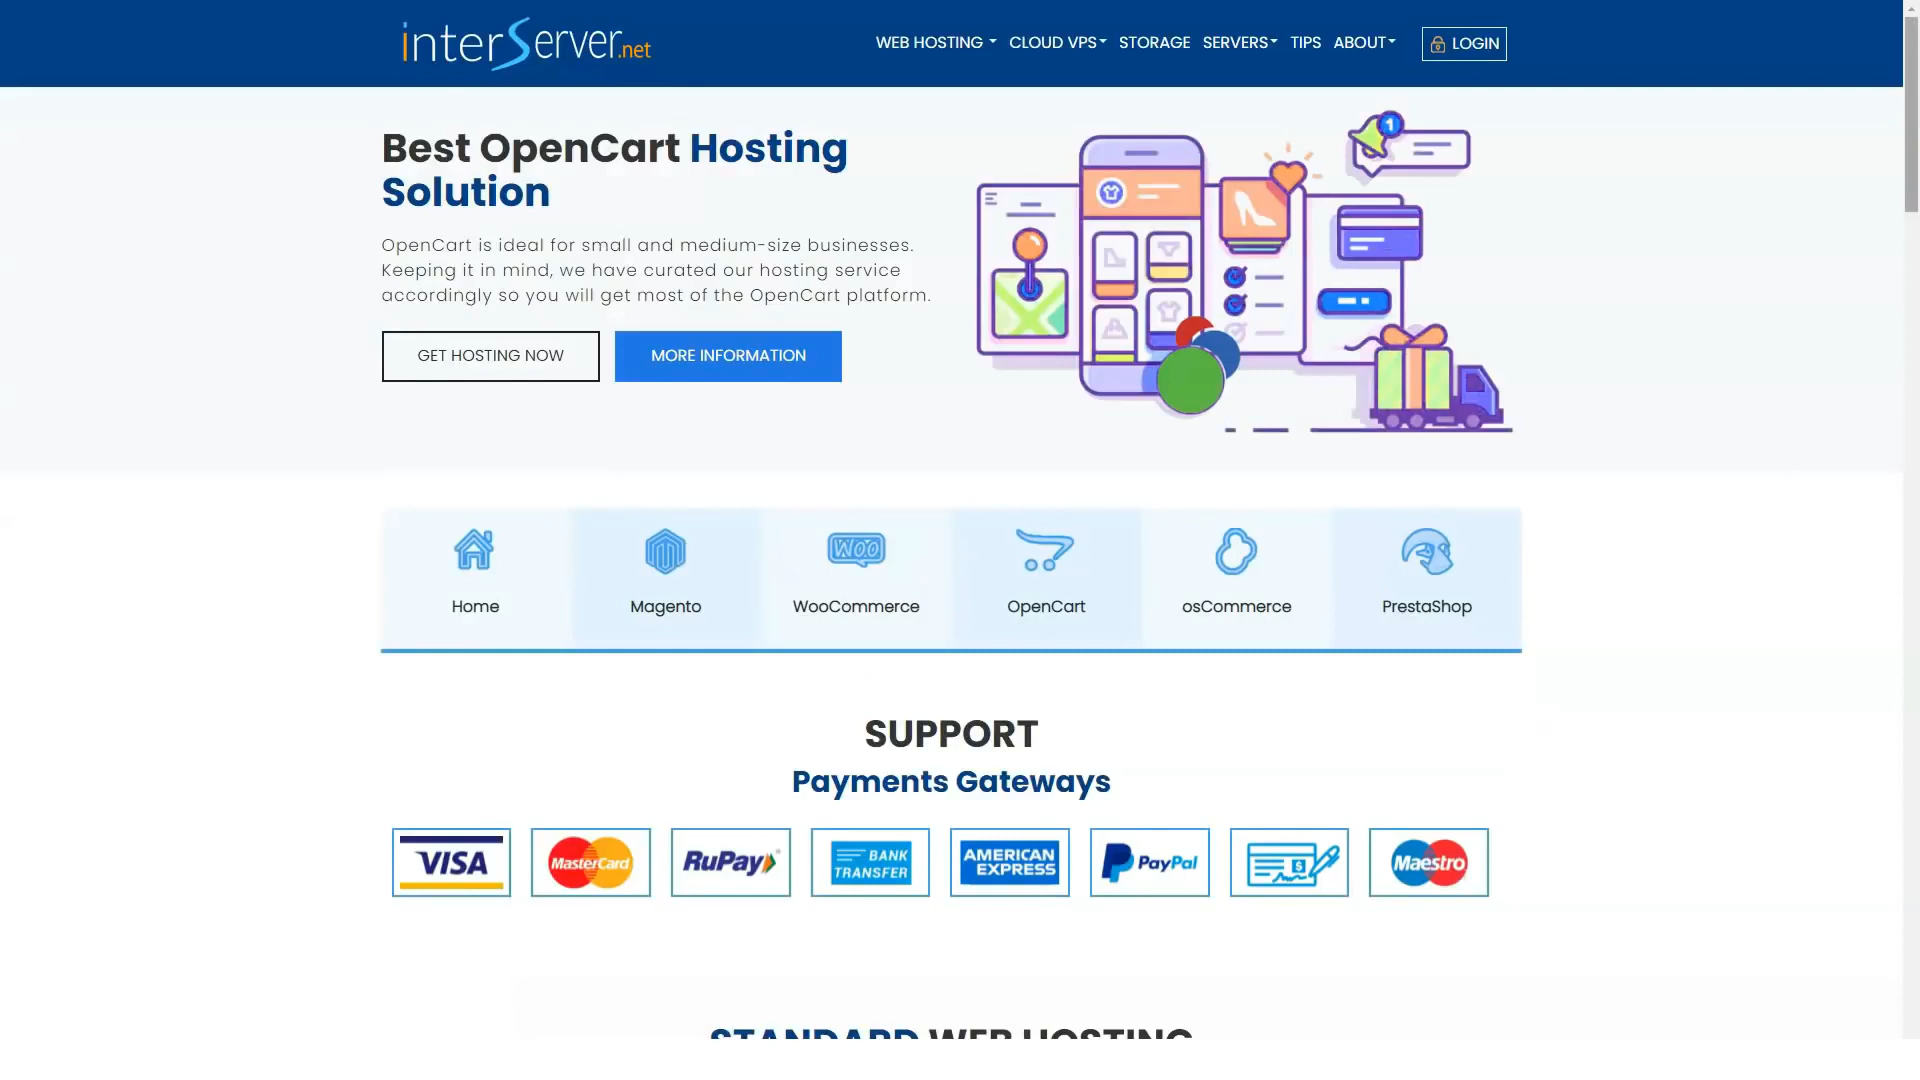 interServer.net
WEB HOSTING
CLOUD VPS
STORAGE
SERVERS
TIPS
ABOUT
LOGIN
Best OpenCart Hosting
Solution
OpenCart is ideal for small and medium-size businesses.
Keeping it in mind, we have curated our hosting service
accordingly so you will get most of the OpenCart platform.
GET HOSTING NOW
MORE INFORMATION
1
Home
Magento
WOO
WooCommerce
OpenCart
osCommerce
PrestaShop
SUPPORT
Payments Gateways
VISA
MasterCard
RuPay
BANK
TRANSFER
AMERICAN
EXPRESS
PayPal
$
Maestro
STANDARD WEB HOSTING